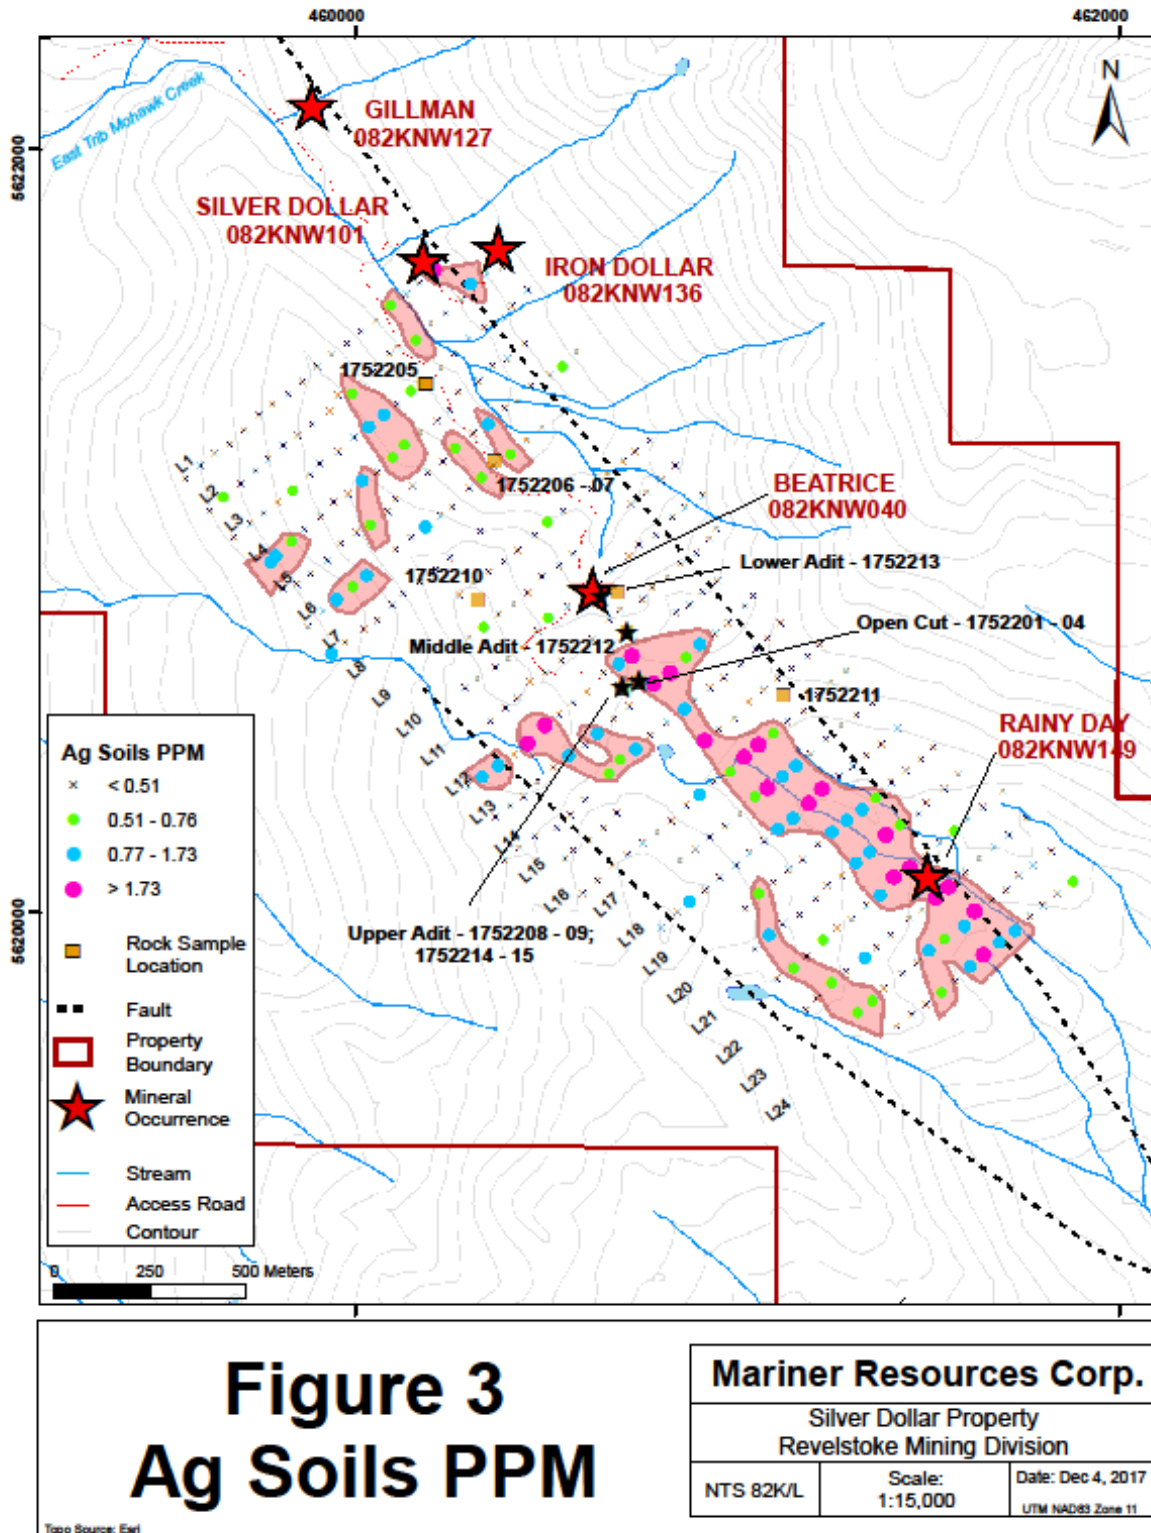 460000
462000
5622000
5620000
N
East Trib Mohawk Creek
GILLMAN
082KNW127
SILVER DOLLAR
082KNW101
IRON DOLLAR
082KNW136
1752205
1752206 - 07
BEATRICE
082KNW040
Lower Adit - 1752213
1752210
Open Cut - 1752201 - 04
Middle Adit - 1752212
1752211
RAINY DAY
082KNW149
Upper Adit - 1752208 - 09;
1752214 - 15
L1
L2
L3
L4
L5
L6
L7
L8
L9
L10
L11
L12
L13
L14
L15
L16
L17
L18
L19
L20
L21
L22
L23
L24
Ag Soils PPM
< 0.51
0.51 - 0.76
0.77 - 1.73
> 1.73
Rock Sample
Location
Fault
Property
Boundary
Mineral
Occurrence
Stream
Access Road
Contour
0 250 500 Meters
Figure 3
Ag Soils PPM
Mariner Resources Corp.
Silver Dollar Property
Revelstoke Mining Division
NTS 82K/L
Scale:
1:15,000
Date: Dec 4, 2017
UTM NAD83 Zone 11
Topo Source: Esri